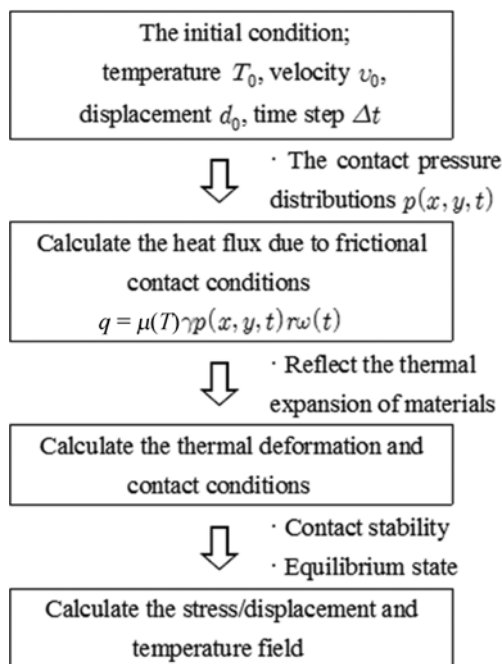 The initial condition;
temperature T₀, velocity v₀,
displacement d₀, time step Δt
· The contact pressure
distributions p(x, y, t)
Calculate the heat flux due to frictional
contact conditions
q = μ(T)γp(x, y, t)rω(t)
· Reflect the thermal
expansion of materials
Calculate the thermal deformation and
contact conditions
· Contact stability
· Equilibrium state
Calculate the stress/displacement and
temperature field